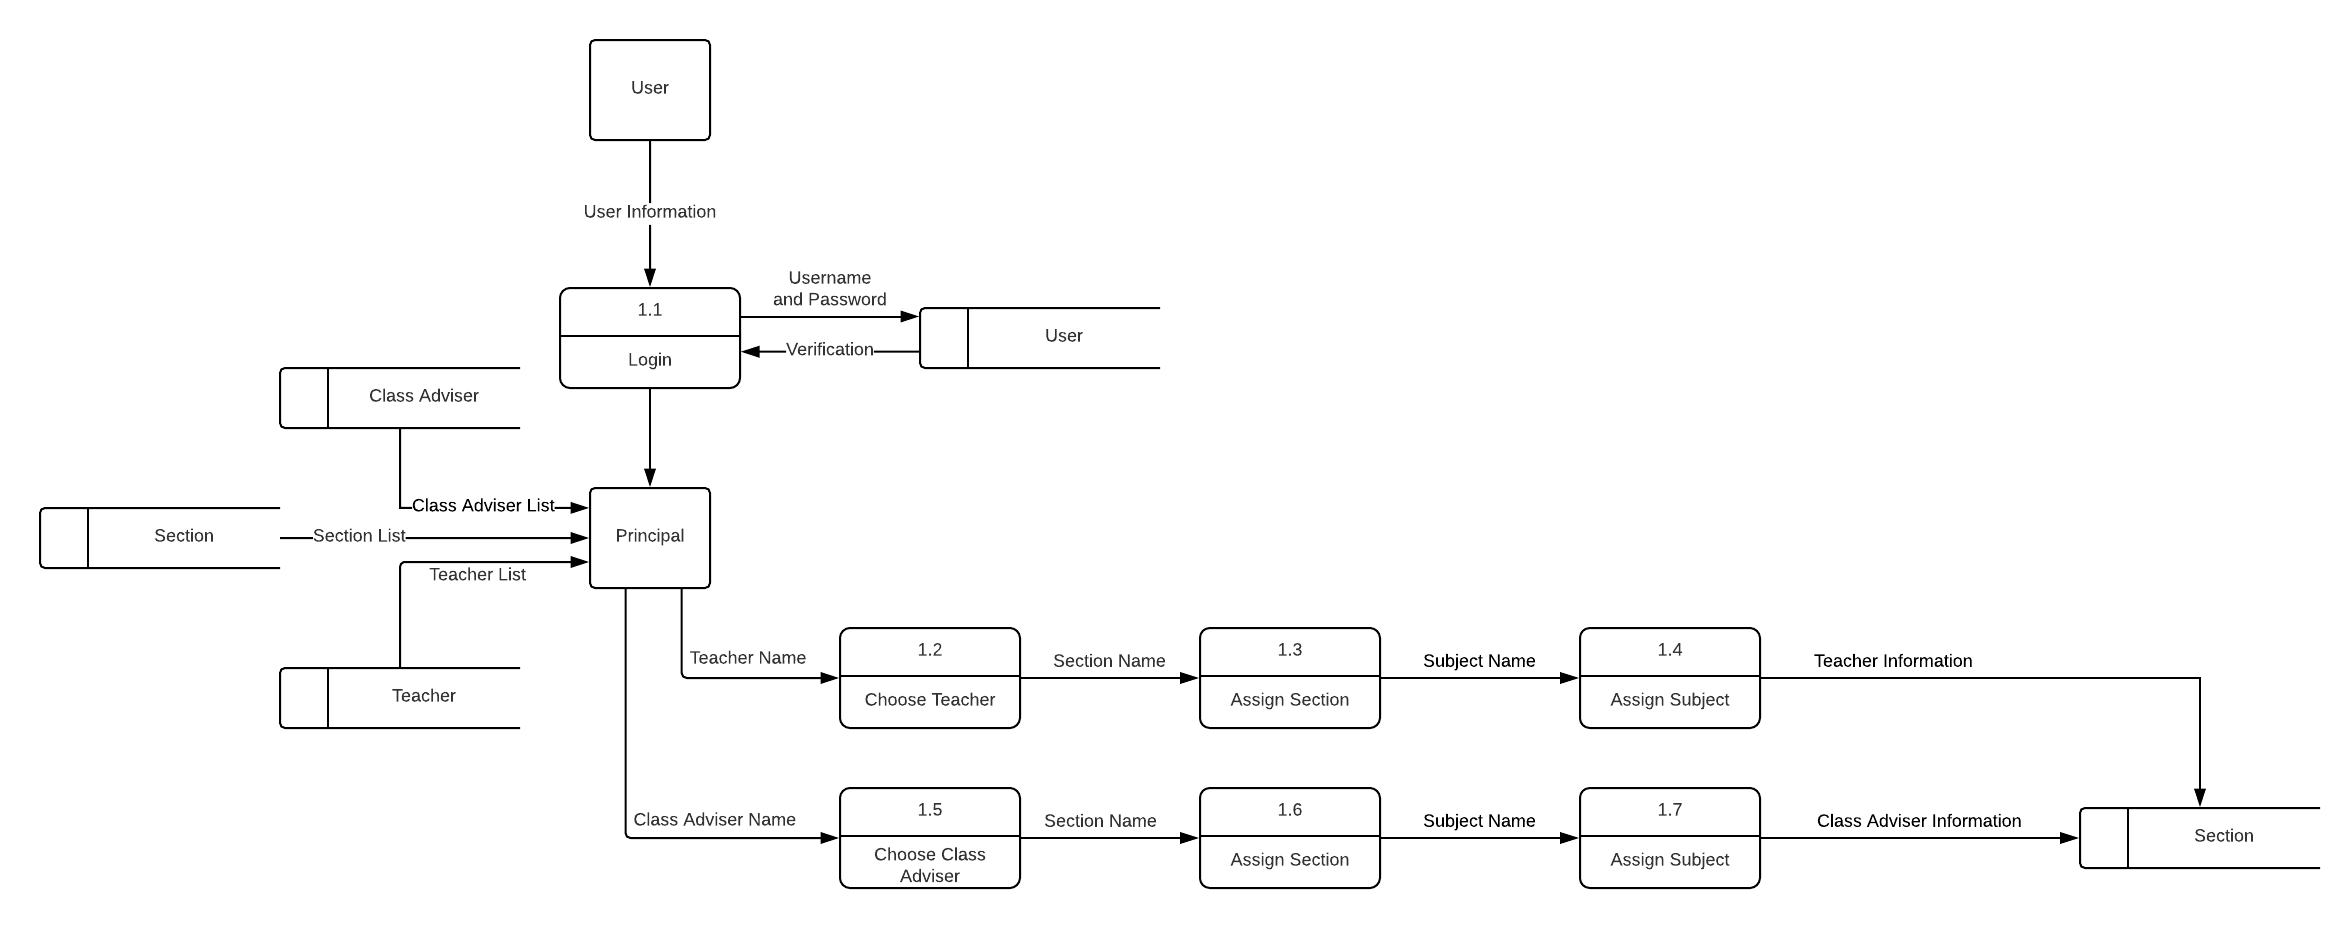 User
User Information
Username
and Password
1.1
Login
Verification
User
Class Adviser
Class Adviser List
Section
Section List
Principal
Teacher List
Teacher
Teacher Name
1.2
Choose Teacher
Section Name
1.3
Assign Section
Subject Name
1.4
Assign Subject
Teacher Information
Class Adviser Name
1.5
Choose Class
Adviser
Section Name
1.6
Assign Section
Subject Name
1.7
Assign Subject
Class Adviser Information
Section